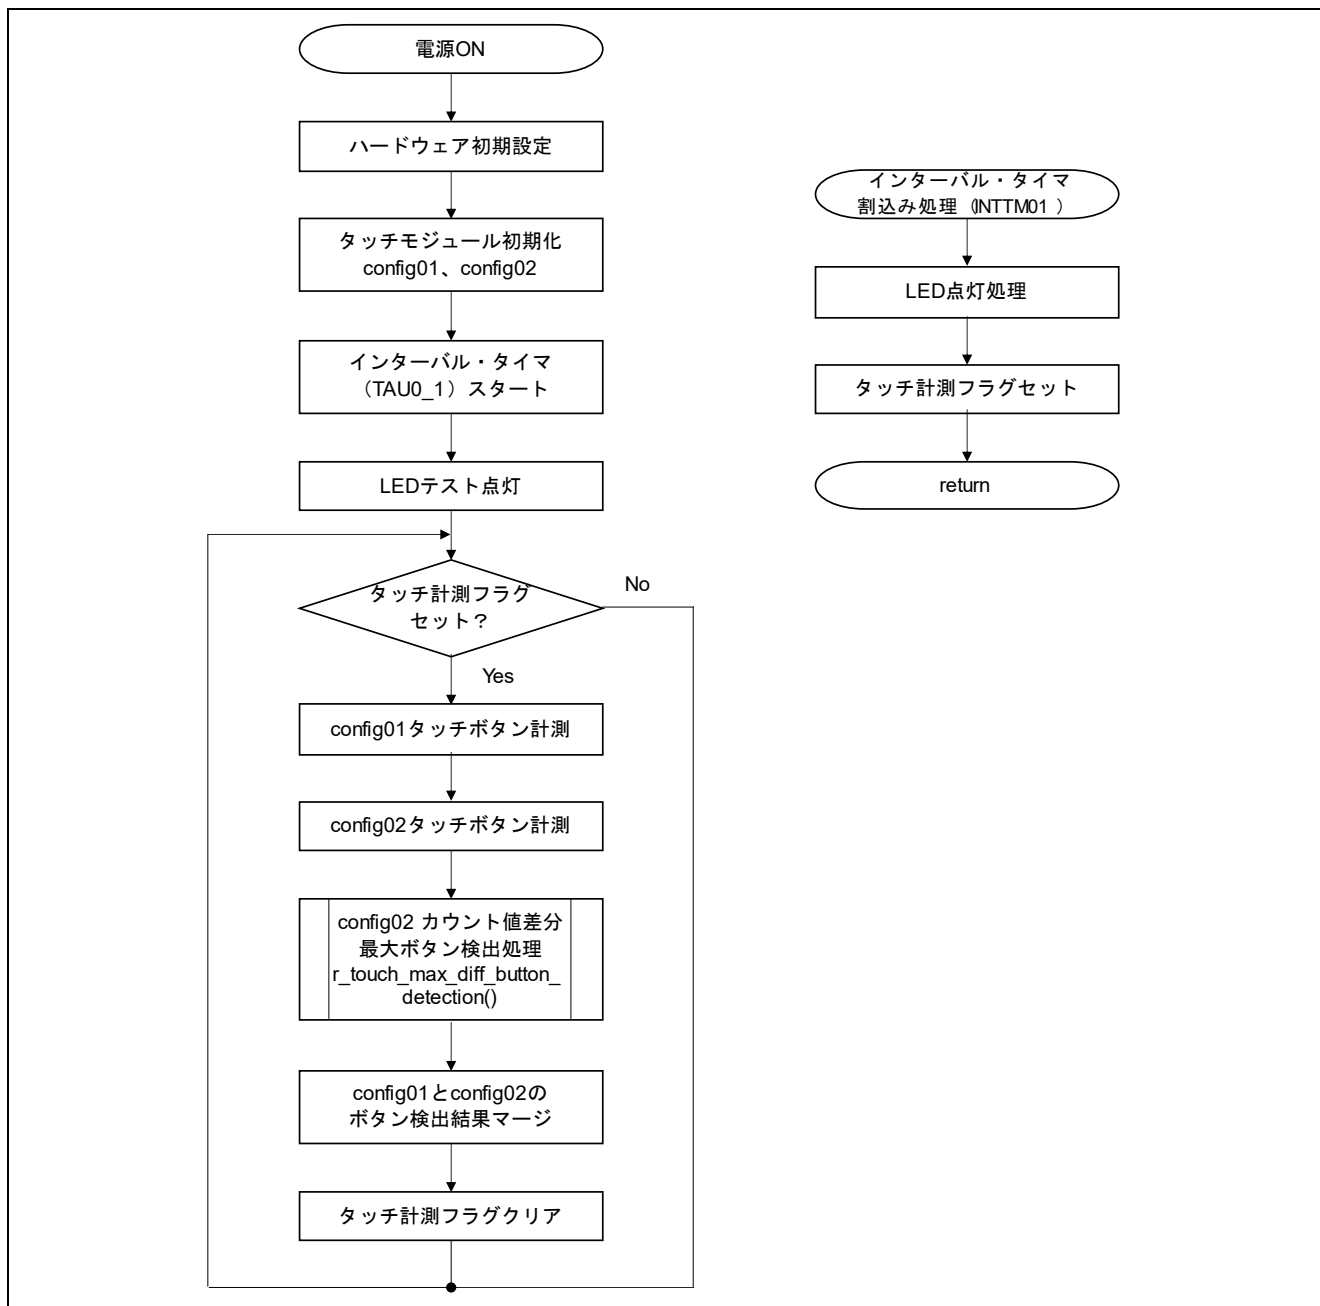 電源ON
ハードウェア初期設定
タッチモジュール初期化
config01、config02
インターバル・タイマ
（TAU0_1）スタート
LEDテスト点灯
タッチ計測フラグ
セット？
No
Yes
config01タッチボタン計測
config02タッチボタン計測
config02 カウント値差分
最大ボタン検出処理
r_touch_max_diff_button_
detection()
config01とconfig02の
ボタン検出結果マージ
タッチ計測フラグクリア
インターバル・タイマ
割込み処理（INTTM01 ）
LED点灯処理
タッチ計測フラグセット
return